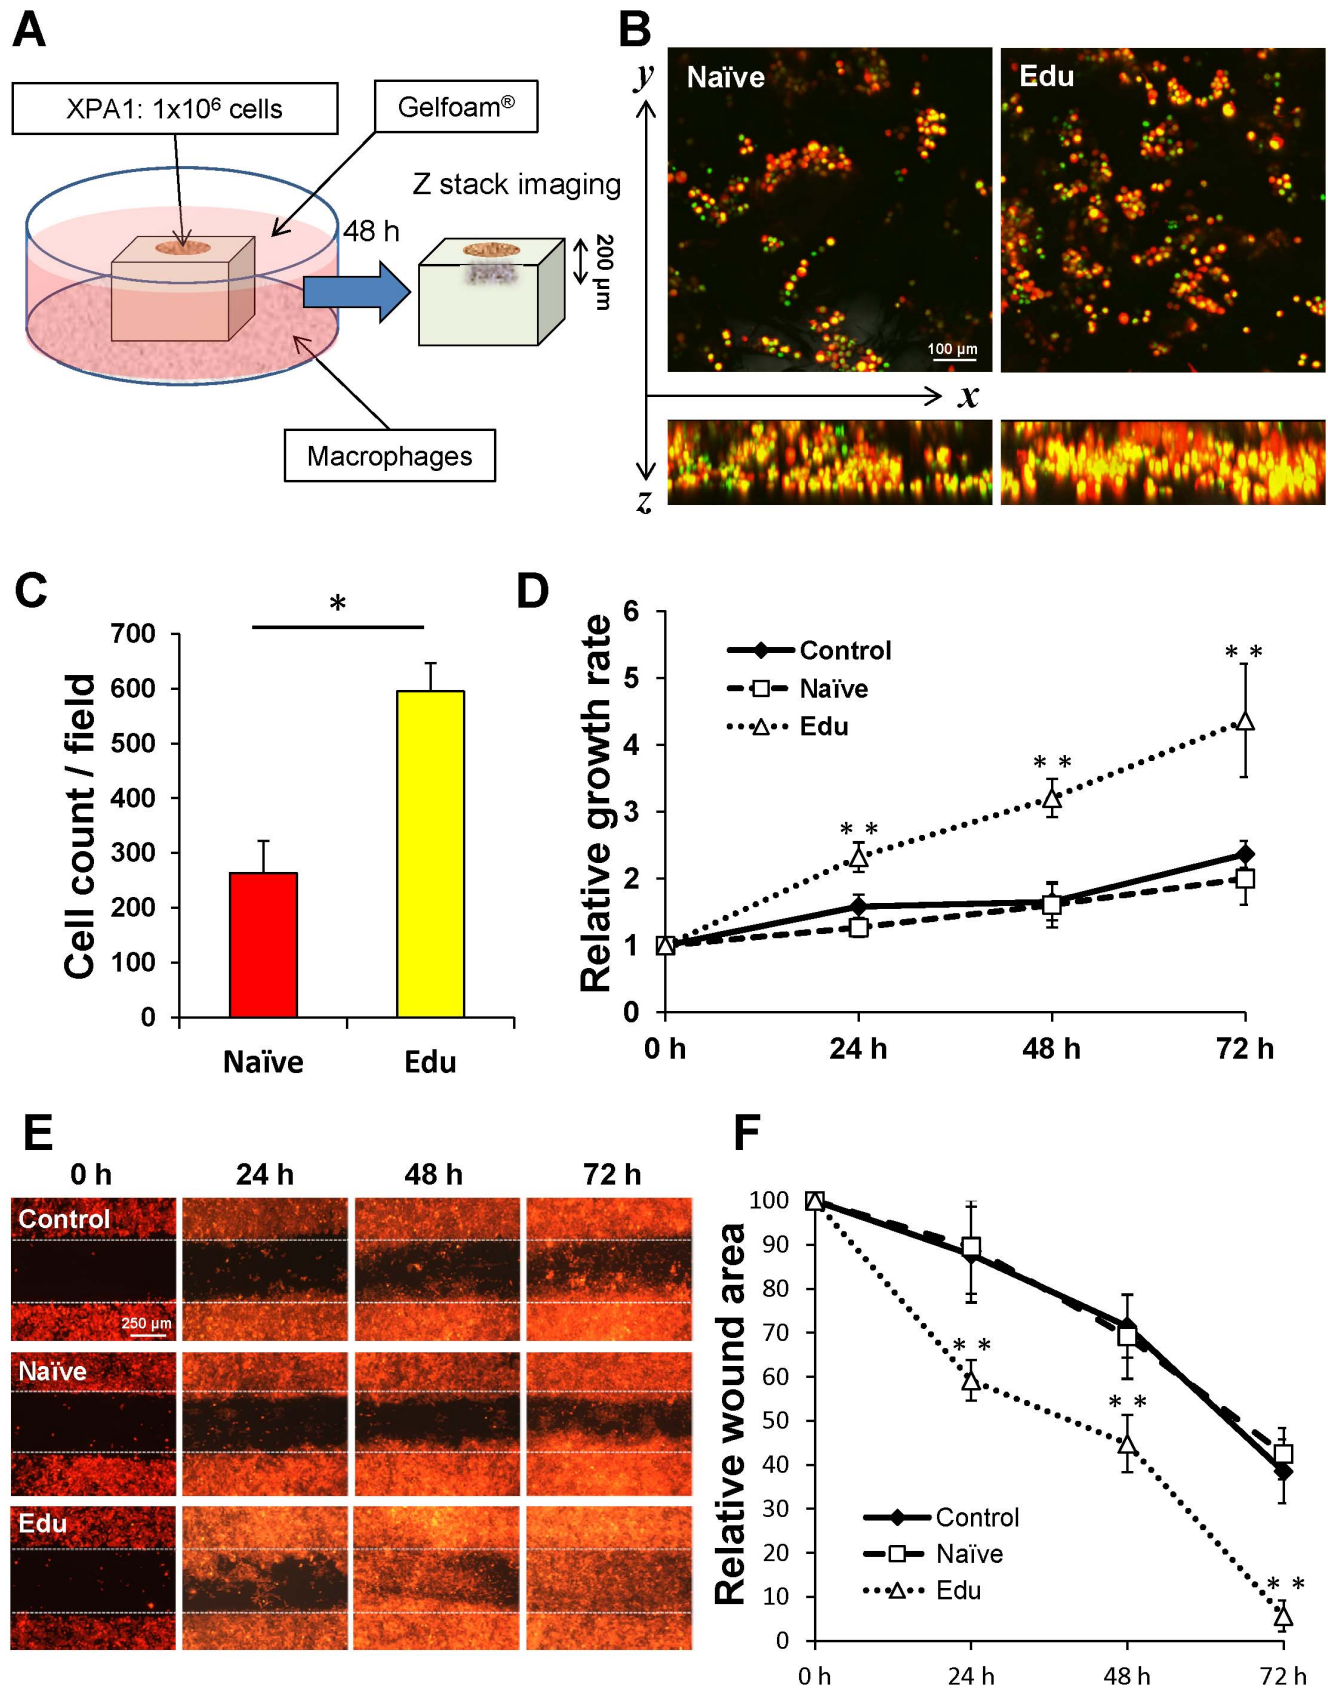 A
XPA1: 1x10⁶ cells
Gelfoam®
Z stack imaging
48 h
200 µm
Macrophages
B
y
Naïve
Edu
100 µm
x
z
C
*
700
600
500
400
300
200
100
0
Cell count / field
Naïve
Edu
D
6
5
4
3
2
1
0
Relative growth rate
Control
Naïve
Edu
* *
* *
* *
0 h
24 h
48 h
72 h
E
0 h
24 h
48 h
72 h
Control
250 µm
Naïve
Edu
F
100
90
80
70
60
50
40
30
20
10
0
Relative wound area
* *
* *
* *
Control
Naïve
Edu
0 h
24 h
48 h
72 h